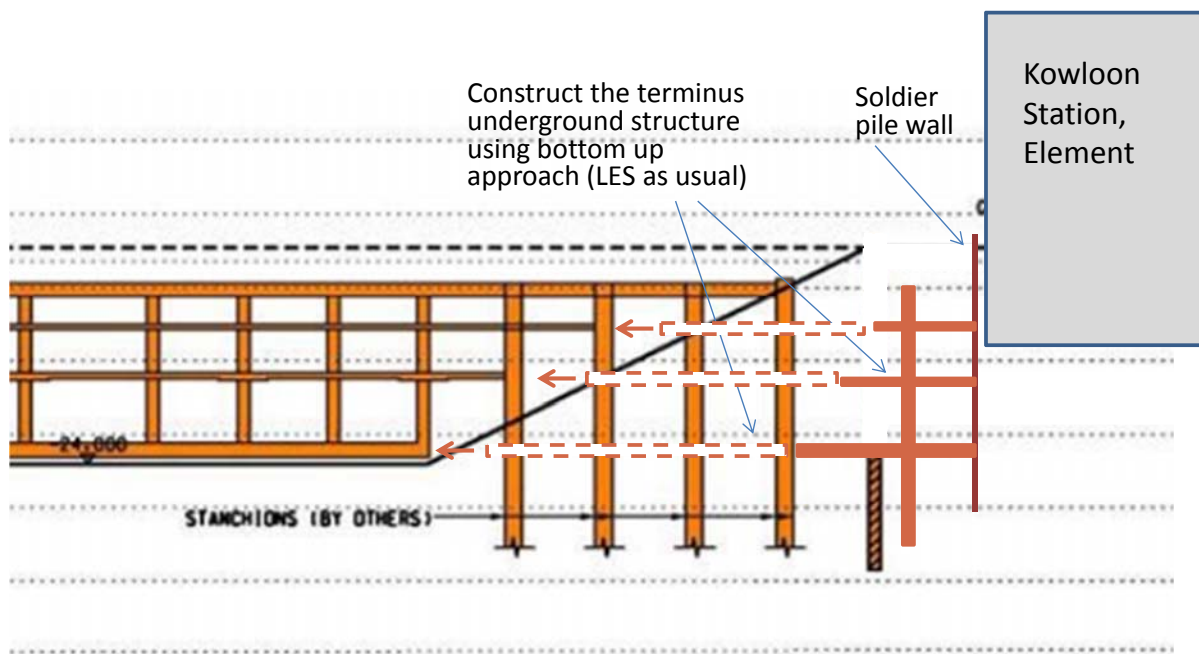 Construct the terminus
underground structure
using bottom up
approach (LES as usual)
Soldier
pile wall
Kowloon
Station,
Element
-24,000
STANCHIONS (BY OTHERS)